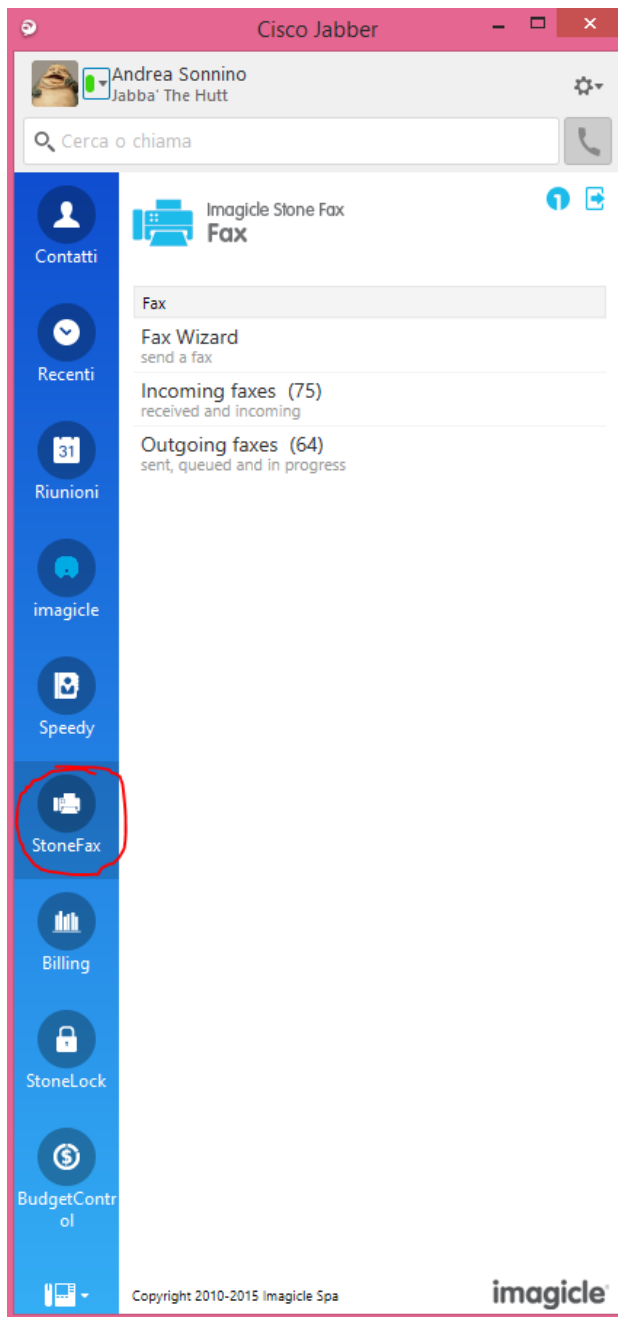 Cisco Jabber
Andrea Sonnino
Jabba' The Hutt
Cerca o chiama
Contatti
Recenti
31
Riunioni
imagicle
Speedy
StoneFax
Billing
StoneLock
BudgetContr
ol
Imagicle Stone Fax
Fax
Fax
Fax Wizard
send a fax
Incoming faxes (75)
received and incoming
Outgoing faxes (64)
sent, queued and in progress
Copyright 2010-2015 Imagicle Spa
imagicle